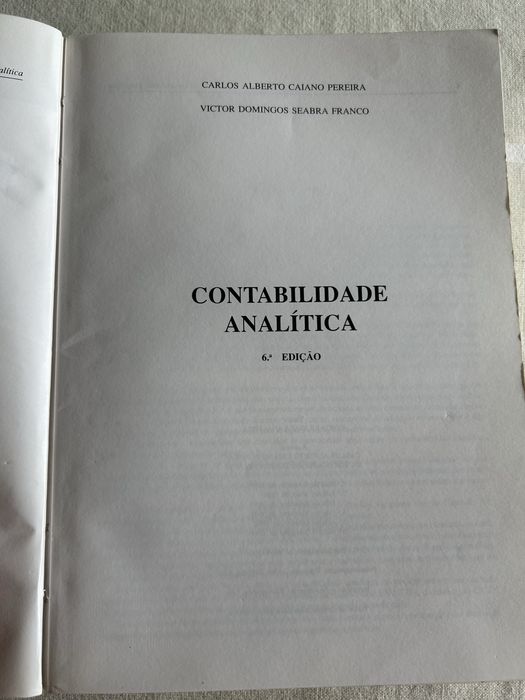 alítica
CARLOS ALBERTO CAIANO PEREIRA
VICTOR DOMINGOS SEABRA FRANCO
CONTABILIDADE
ANALÍTICA
6.ª EDIÇÃO